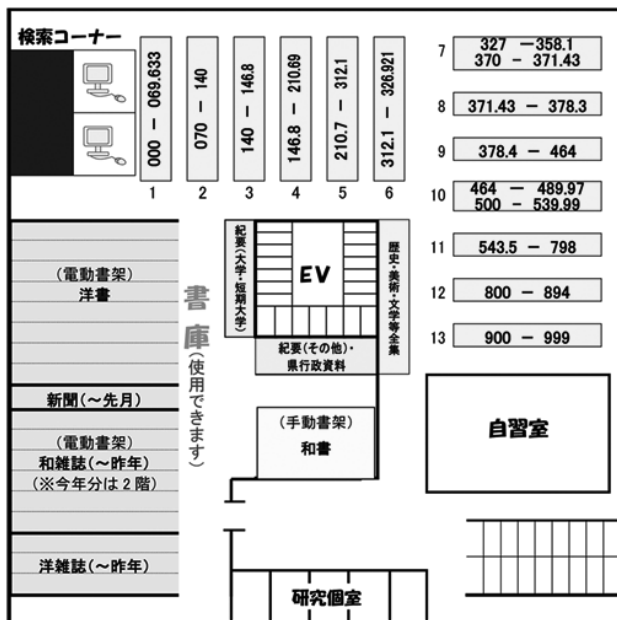 検索コーナー
000 − 069.633
1
070 − 140
2
140 − 146.8
3
146.8 − 210.69
4
210.7 − 312.1
5
312.1 − 326.921
6
7
327 −358.1
370 − 371.43
8
371.43 − 378.3
9
378.4 − 464
10
464 − 489.97
500 − 539.99
11
543.5 − 798
12
800 − 894
13
900 − 999
(電動書架)
洋書
新聞(〜先月)
(電動書架)
和雑誌(〜昨年)
(※今年分は2階)
洋雑誌(〜昨年)
書庫(使用できます)
紀要(大学・短期大学)
EV
歴史・美術・文学等全集
紀要(その他)・
県行政資料
(手動書架)
和書
自習室
研究個室